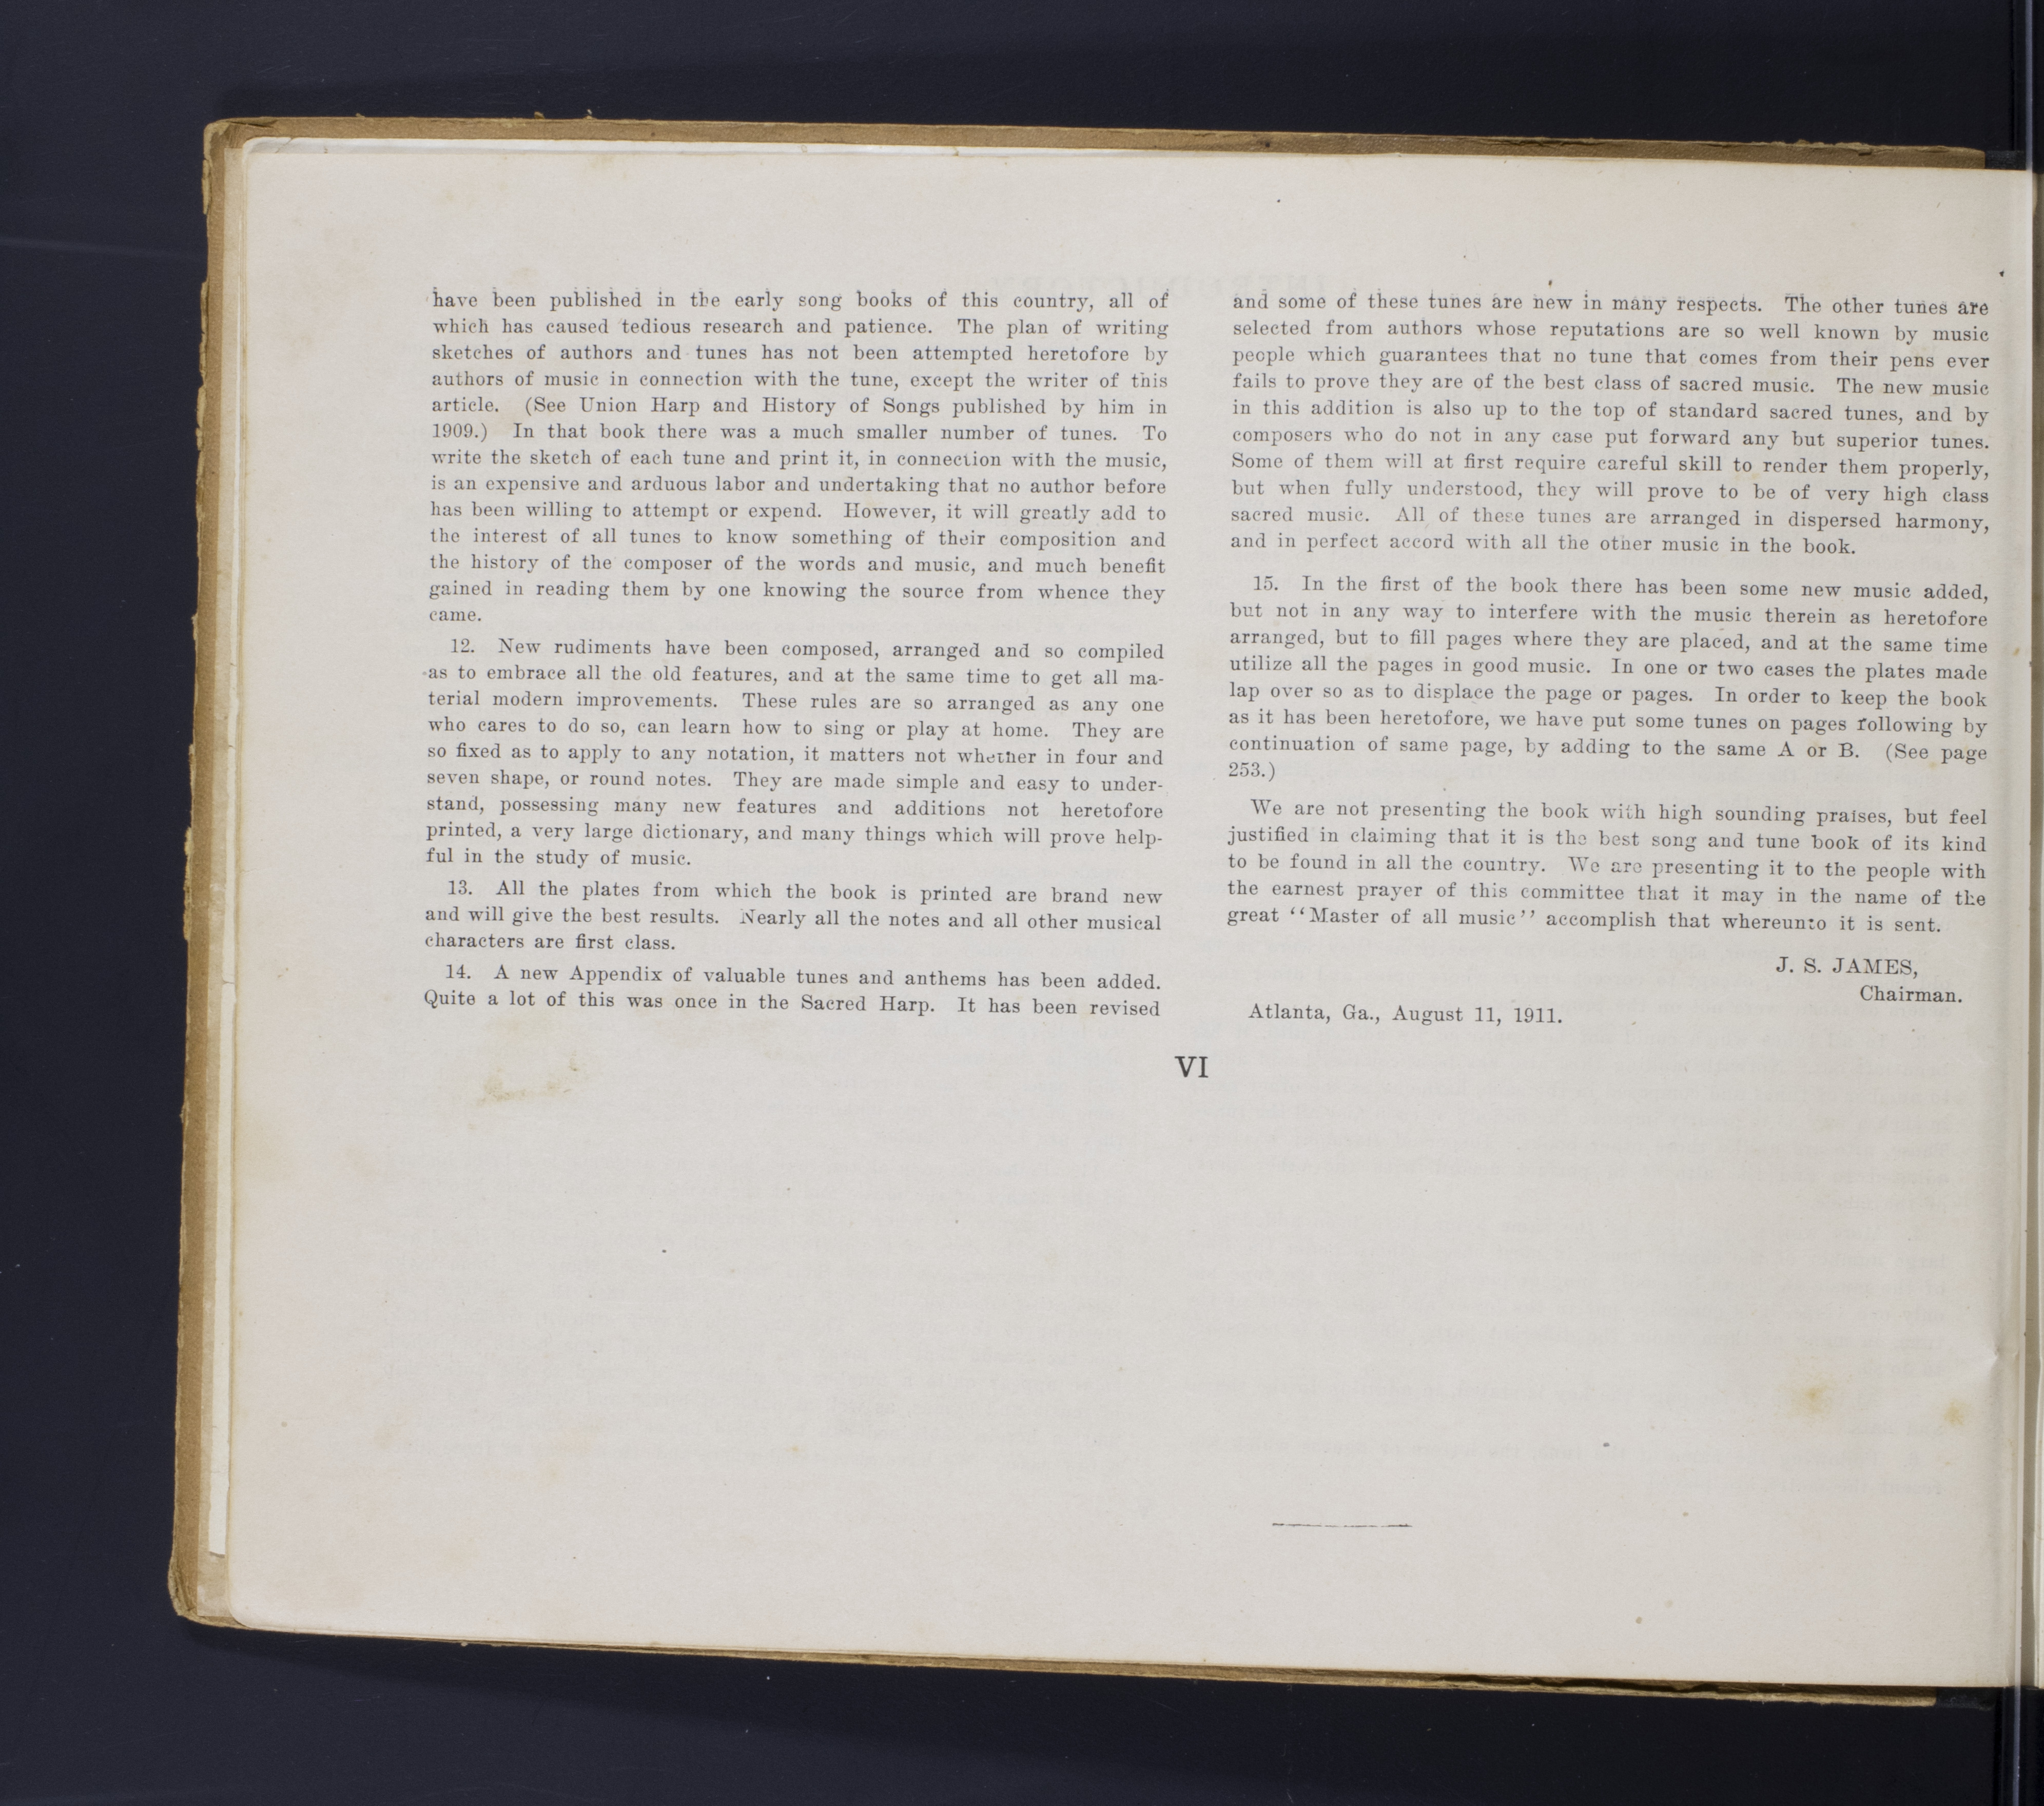 have been published in the early song books of this country, all of
which has caused tedious research and patience. The plan of writing
sketches of authors and tunes has not been attempted heretofore by
authors of music in connection with the tune, except the writer of this
article. (See Union Harp and History of Songs published by him in
1909.) In that book there was a much smaller number of tunes. To
write the sketch of each tune and print it, in connection with the music,
is an expensive and arduous labor and undertaking that no author before
has been willing to attempt or expend. However, it will greatly add to
the interest of all tunes to know something of their composition and
the history of the composer of the words and music, and much benefit
gained in reading them by one knowing the source from whence they
came.
12. New rudiments have been composed, arranged and so compiled
as to embrace all the old features, and at the same time to get all ma-
terial modern improvements. These rules are so arranged as any one
who cares to do so, can learn how to sing or play at home. They are
so fixed as to apply to any notation, it matters not whether in four and
seven shape, or round notes. They are made simple and easy to under-
stand, possessing many new features and additions not heretofore
printed, a very large dictionary, and many things which will prove help-
ful in the study of music.
13. All the plates from which the book is printed are brand new
and will give the best results. Nearly all the notes and all other musical
characters are first class.
14. A new Appendix of valuable tunes and anthems has been added.
Quite a lot of this was once in the Sacred Harp. It has been revised
and some of these tunes are new in many respects. The other tunes are
selected from authors whose reputations are so well known by music
people which guarantees that no tune that comes from their pens ever
fails to prove they are of the best class of sacred music. The new music
in this addition is also up to the top of standard sacred tunes, and by
composers who do not in any case put forward any but superior tunes.
Some of them will at first require careful skill to render them properly,
but when fully understood, they will prove to be of very high class
sacred music. All of these tunes are arranged in dispersed harmony,
and in perfect accord with all the other music in the book.
15. In the first of the book there has been some new music added,
but not in any way to interfere with the music therein as heretofore
arranged, but to fill pages where they are placed, and at the same time
utilize all the pages in good music. In one or two cases the plates made
lap over so as to displace the page or pages. In order to keep the book
as it has been heretofore, we have put some tunes on pages following by
continuation of same page, by adding to the same A or B. (See page
253.)
We are not presenting the book with high sounding praises, but feel
justified in claiming that it is the best song and tune book of its kind
to be found in all the country. We are presenting it to the people with
the earnest prayer of this committee that it may in the name of the
great "Master of all music" accomplish that whereunto it is sent.
J. S. JAMES,
Chairman.
Atlanta, Ga., August 11, 1911.
VI